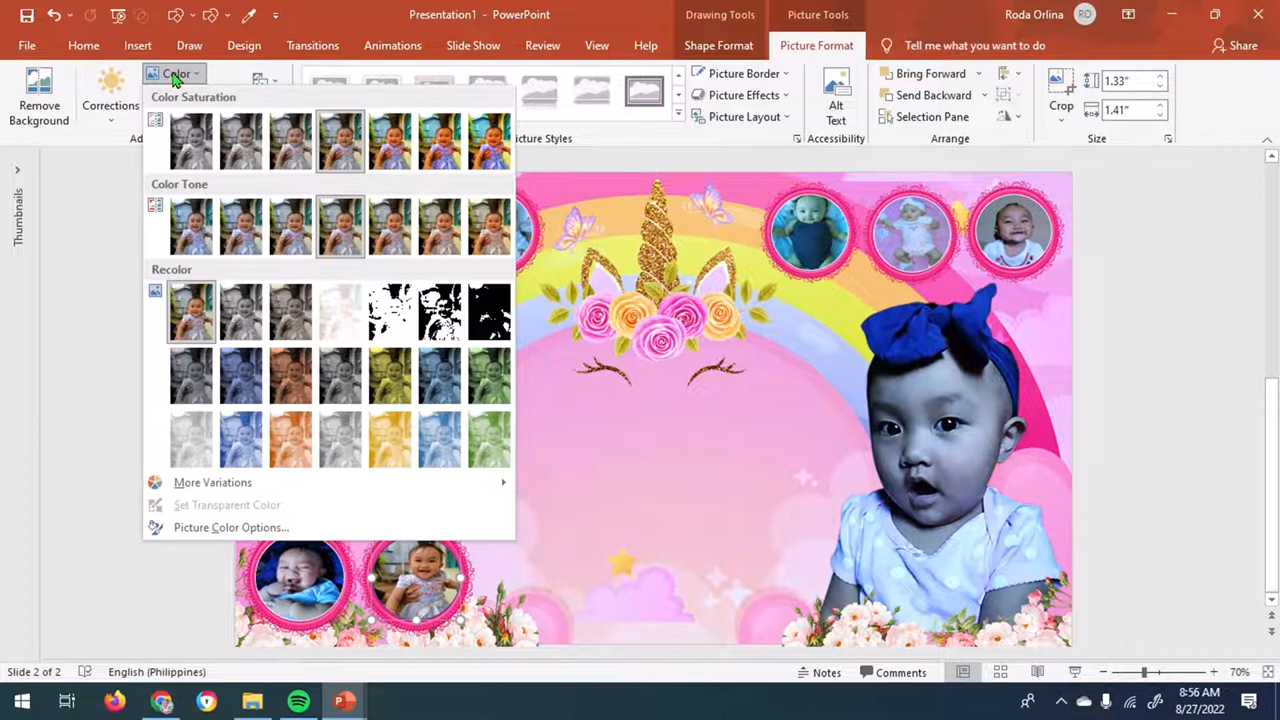 Presentation1 - PowerPoint
Drawing Tools
Picture Tools
Roda Orlina
RO
File
Home
Insert
Draw
Design
Transitions
Animations
Slide Show
Review
View
Help
Shape Format
Picture Format
Tell me what you want to do
Share
Remove
Background
Corrections
Color
Picture Border
Picture Effects
Picture Layout
Alt
Text
Bring Forward
Send Backward
Selection Pane
Crop
1.33"
1.41"
Ad
icture Styles
Accessibility
Arrange
Size
Color Saturation
Color Tone
Recolor
More Variations
Set Transparent Color
Picture Color Options...
Thumbnails
Slide 2 of 2
English (Philippines)
Notes
Comments
70%
8:56 AM
8/27/2022